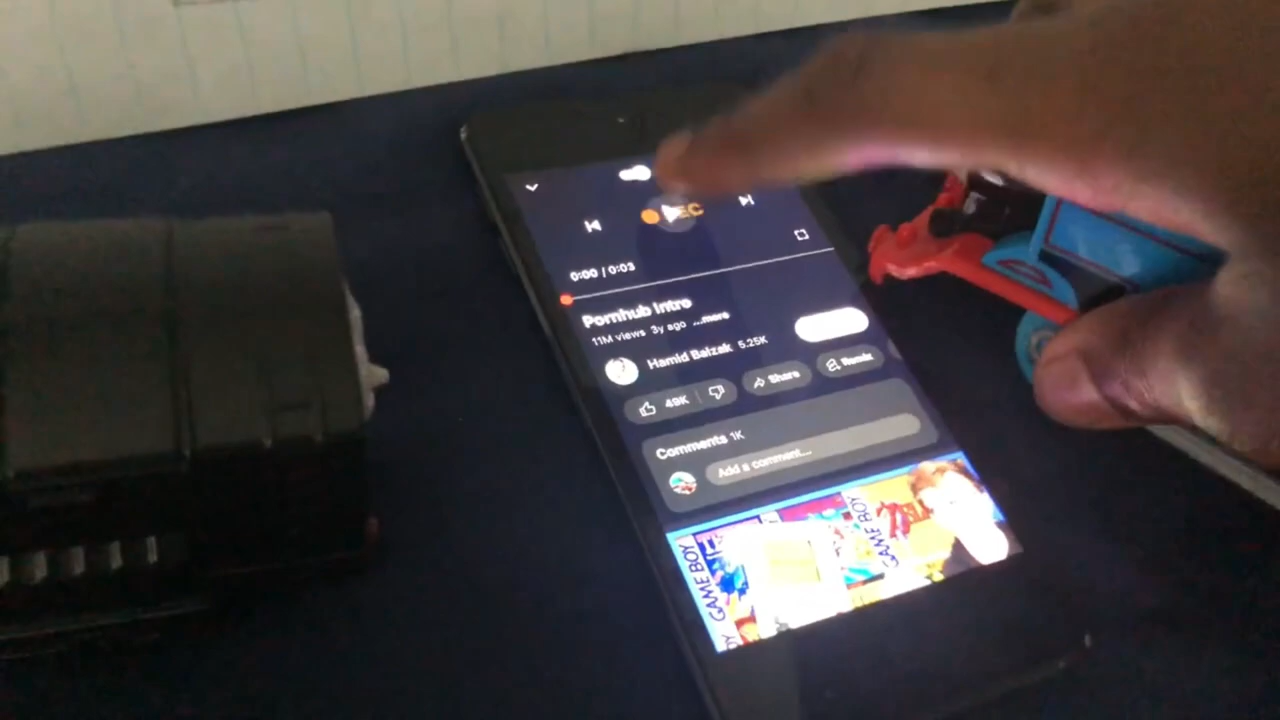 EC
0:00 / 0:03
Pornhub Intro
11M views 3y ago ...more
Hamid Balzak 5.25K
49K Share Remix
Comments 1K
Add a comment...
GAME BOY
GAME BOY